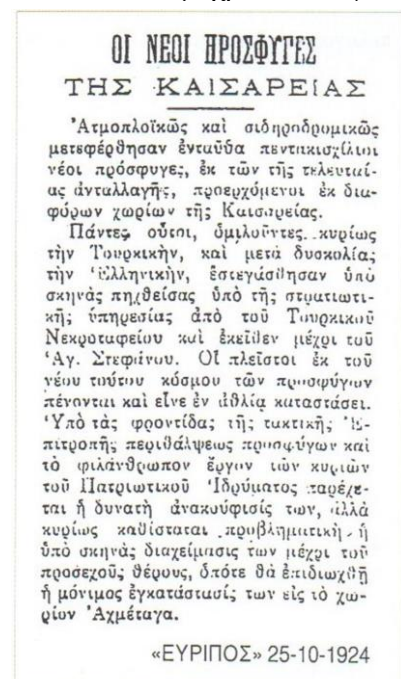 ΟΙ ΝΕΟΙ ΠΡΟΣΦΥΓΕΣ
ΤΗΣ ΚΑΙΣΑΡΕΙΑΣ
Ἀτμοπλοϊκῶς καὶ σιδηροδρομικῶς
μετεφέρθησαν ἐνταῦθα πεντακισχίλιοι
νέοι πρόσφυγες, ἐκ τῶν τῆς τελευταί-
ας ἀνταλλαγῆς, προερχόμενοι ἐκ δια-
φόρων χωρίων τῆς Καισαρείας.
Πάντες οὗτοι, ὁμιλοῦντες κυρίως
τὴν Τουρκικήν, καὶ μετὰ δυσκολίας
τὴν Ἑλληνικήν, ἐστεγάσθησαν ὑπὸ
σκηνὰς πηχθείσας ὑπὸ τῆς στρατιωτι-
κῆς ὑπηρεσίας ἀπὸ τοῦ Τουρκικοῦ
Νεκροταφείου καὶ ἐκεῖθεν μέχρι τοῦ
Ἁγ. Στεφάνου. Οἱ πλεῖστοι ἐκ τοῦ
νέου τούτου κόσμου τῶν προσφύγων
πένονται καὶ εἶνε ἐν ἀθλίᾳ καταστάσει.
Ὑπὸ τὰς φροντίδας τῆς τακτικῆς Ἐ-
πιτροπῆς περιθάλψεως προσφύγων καὶ
τὸ φιλάνθρωπον ἔργον τῶν κυριῶν
τοῦ Πατριωτικοῦ Ἱδρύματος παρέχε-
ται ἡ δυνατὴ ἀνακούφισίς των, ἀλλὰ
κυρίως καθίσταται προβληματικὴ ἡ
ὑπὸ σκηνὰς διαχείμασις των μέχρι τοῦ
προσεχοῦς θέρους, ὁπότε θὰ ἐπιδιωχθῇ
ἡ μόνιμος ἐγκατάστασίς των εἰς τὸ χω-
ρίον Ἀχμέταγα.
«ΕΥΡΙΠΟΣ» 25-10-1924